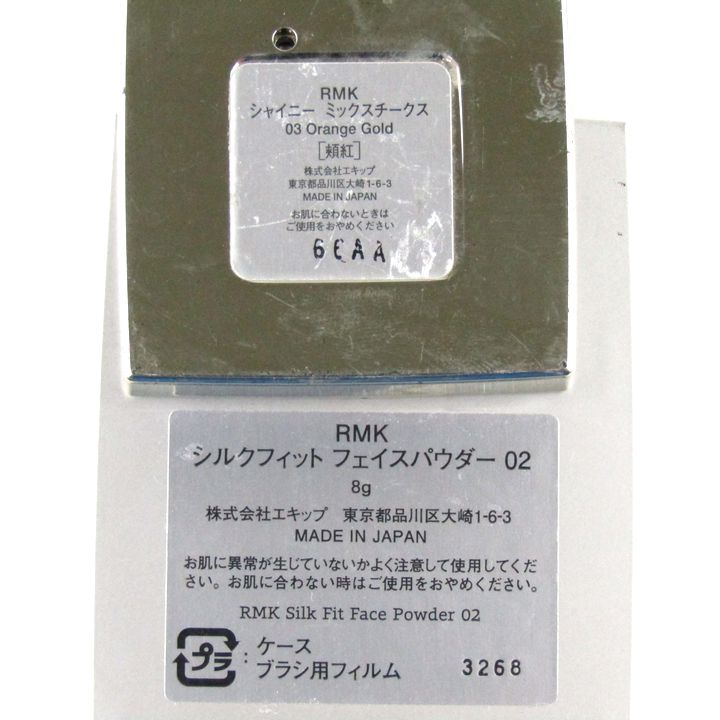 RMK
シャイニー ミックスチークス
03 Orange Gold
[頬紅]
株式会社エキップ
東京都品川区大崎1-6-3
MADE IN JAPAN
お肌に合わないときは
ご使用をおやめください
6EAA
RMK
シルクフィット フェイスパウダー 02
8g
株式会社エキップ 東京都品川区大崎1-6-3
MADE IN JAPAN
お肌に異常が生じていないかよく注意して使用してくだ
さい。お肌に合わない時はご使用をおやめください。
RMK Silk Fit Face Powder 02
プラ : ケース
ブラシ用フィルム
3268